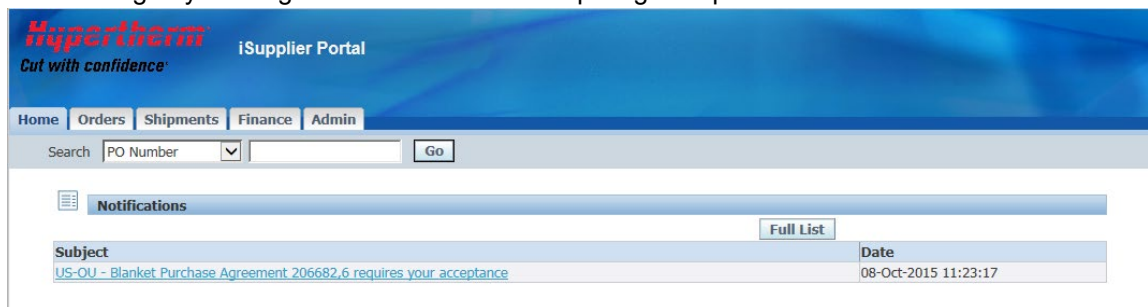 Hypertherm
Cut with confidence
iSupplier Portal
Home Orders Shipments Finance Admin
Search PO Number Go
Notifications
Full List
Subject Date
US-OU - Blanket Purchase Agreement 206682,6 requires your acceptance 08-Oct-2015 11:23:17